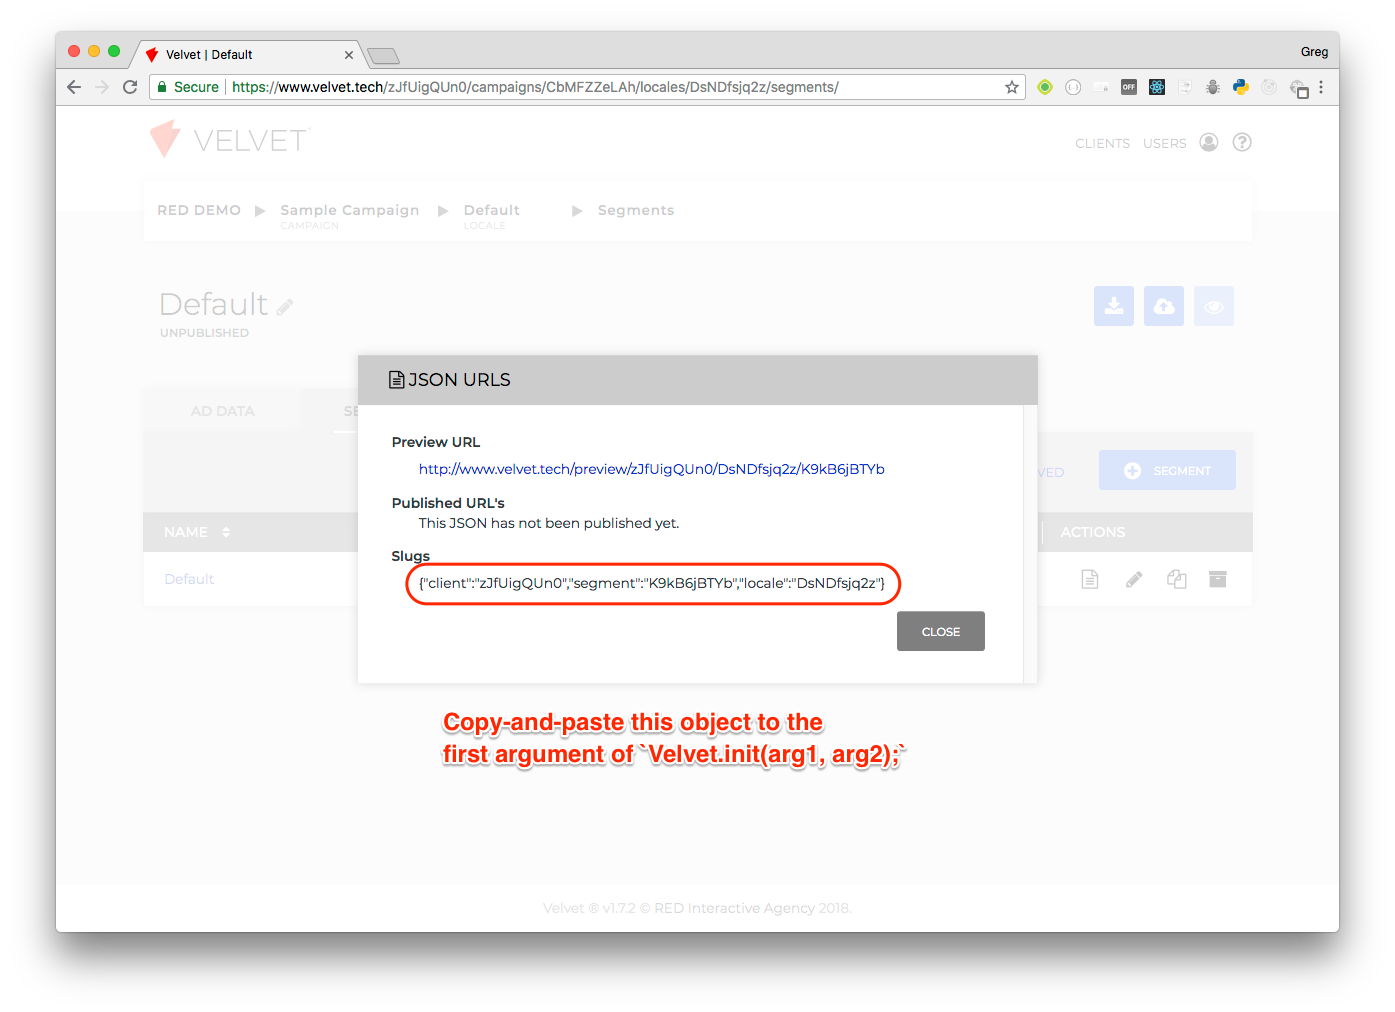 Velvet | Default
Greg
Secure
https://www.velvet.tech/zJfUigQUn0/campaigns/CbMFZZeLAh/locales/DsNDfsjq2z/segments/
OFF
VELVET
CLIENTS USERS
RED DEMO Sample Campaign Default Segments
CAMPAIGN LOCALE
Default
UNPUBLISHED
JSON URLS
AD DATA
SE
Preview URL
http://www.velvet.tech/preview/zJfUigQUn0/DsNDfsjq2z/K9kB6jBTYb
VED
SEGMENT
Published URL's
This JSON has not been published yet.
NAME
ACTIONS
Slugs
{"client":"zJfUigQUn0","segment":"K9kB6jBTYb","locale":"DsNDfsjq2z"}
Default
CLOSE
Copy-and-paste this object to the
first argument of `Velvet.init(arg1, arg2);`
Velvet ® v1.7.2 © RED Interactive Agency 2018.